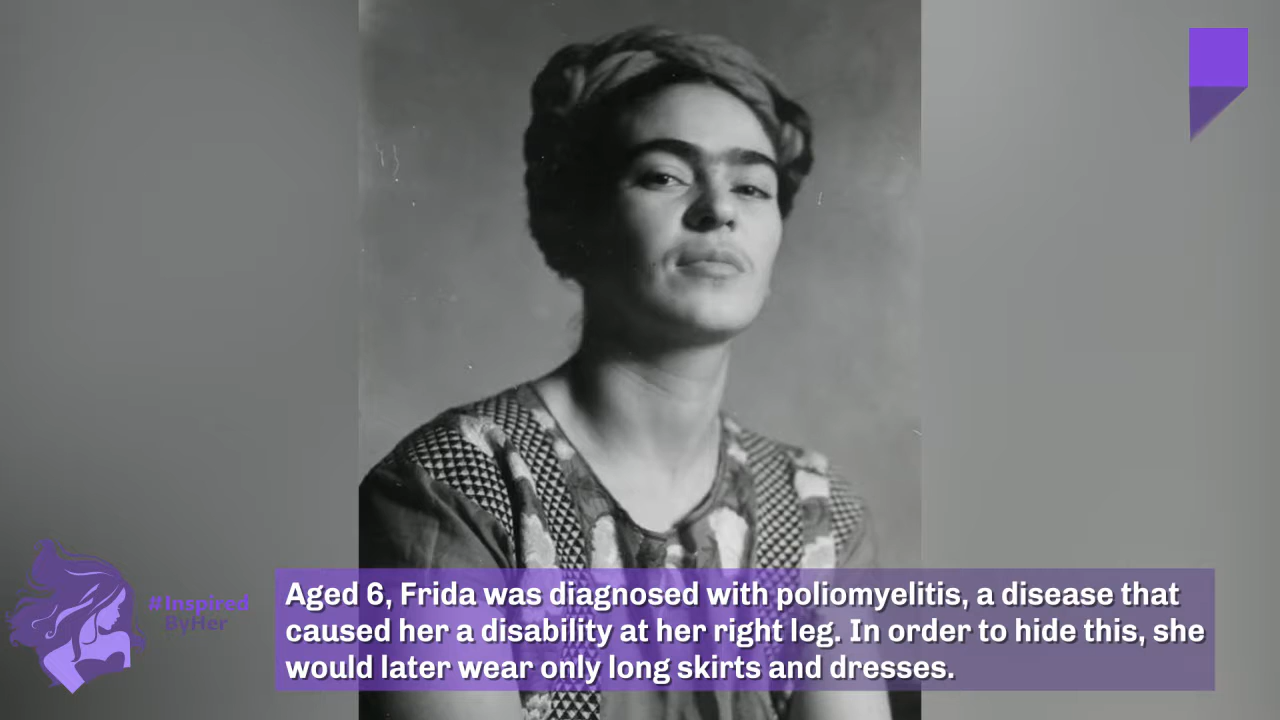 #Inspired
ByHer
Aged 6, Frida was diagnosed with poliomyelitis, a disease that
caused her a disability at her right leg. In order to hide this, she
would later wear only long skirts and dresses.